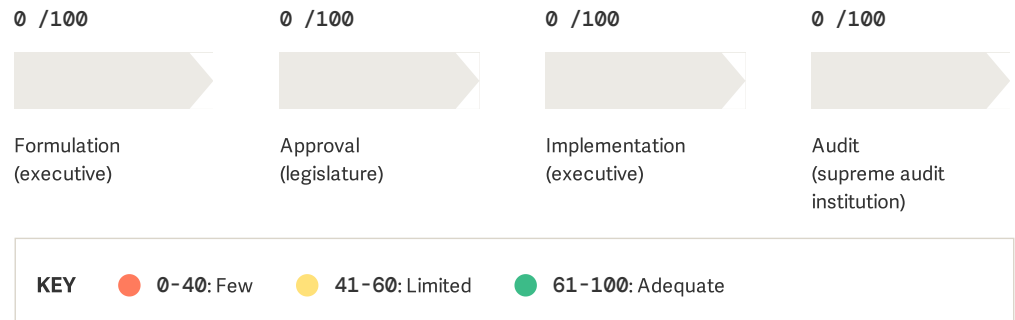 0 /100 0 /100 0 /100 0 /100
Formulation Approval Implementation Audit
(executive) (legislature) (executive) (supreme audit
institution)
KEY 0-40: Few 41-60: Limited 61-100: Adequate